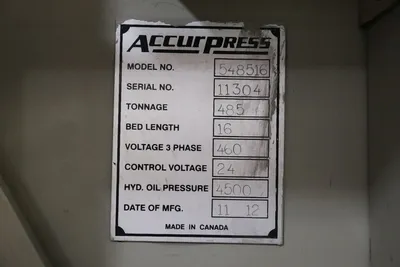 ACCURPRESS
MODEL NO. 548516
SERIAL NO. 11304
TONNAGE 485
BED LENGTH 16
VOLTAGE 3 PHASE 460
CONTROL VOLTAGE 24
HYD. OIL PRESSURE 4500
DATE OF MFG. 11 12
MADE IN CANADA